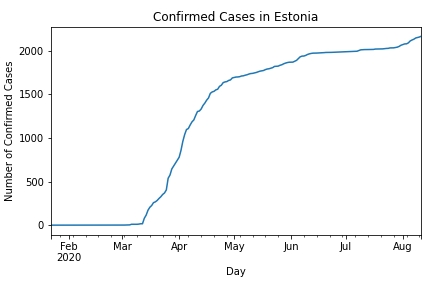 Confirmed Cases in Estonia
Number of Confirmed Cases
2000
1500
1000
500
0
Feb Mar Apr May Jun Jul Aug
2020
Day